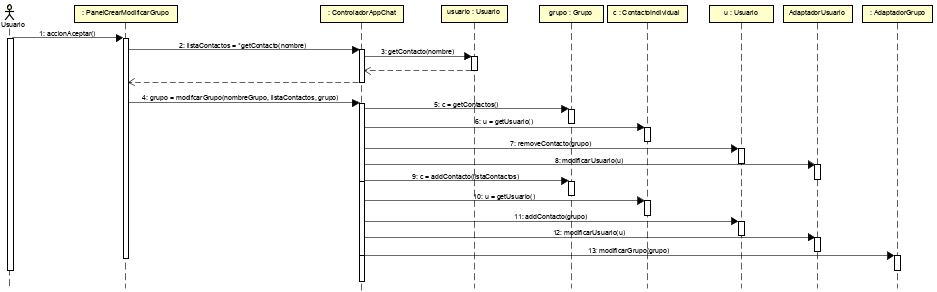 Usuario
: PanelCrearModificarGrupo
: ControladorAppChat
usuario : Usuario
grupo : Grupo
c : ContactoIndividual
u : Usuario
AdaptadorUsuario
: AdaptadorGrupo
1: accionAceptar()
2: listaContactos = *getContacto(nombre)
3: getContacto(nombre)
4: grupo = modifcarGrupo(nombreGrupo, listaContactos, grupo)
5: c = getContactos()
6: u = getUsuario()
7: removeContacto(grupo)
8: modificarUsuario(u)
9: c = addContacto(listaContactos)
10: u = getUsuario()
11: addContacto(grupo)
12: modificarUsuario(u)
13: modificarGrupo(grupo)